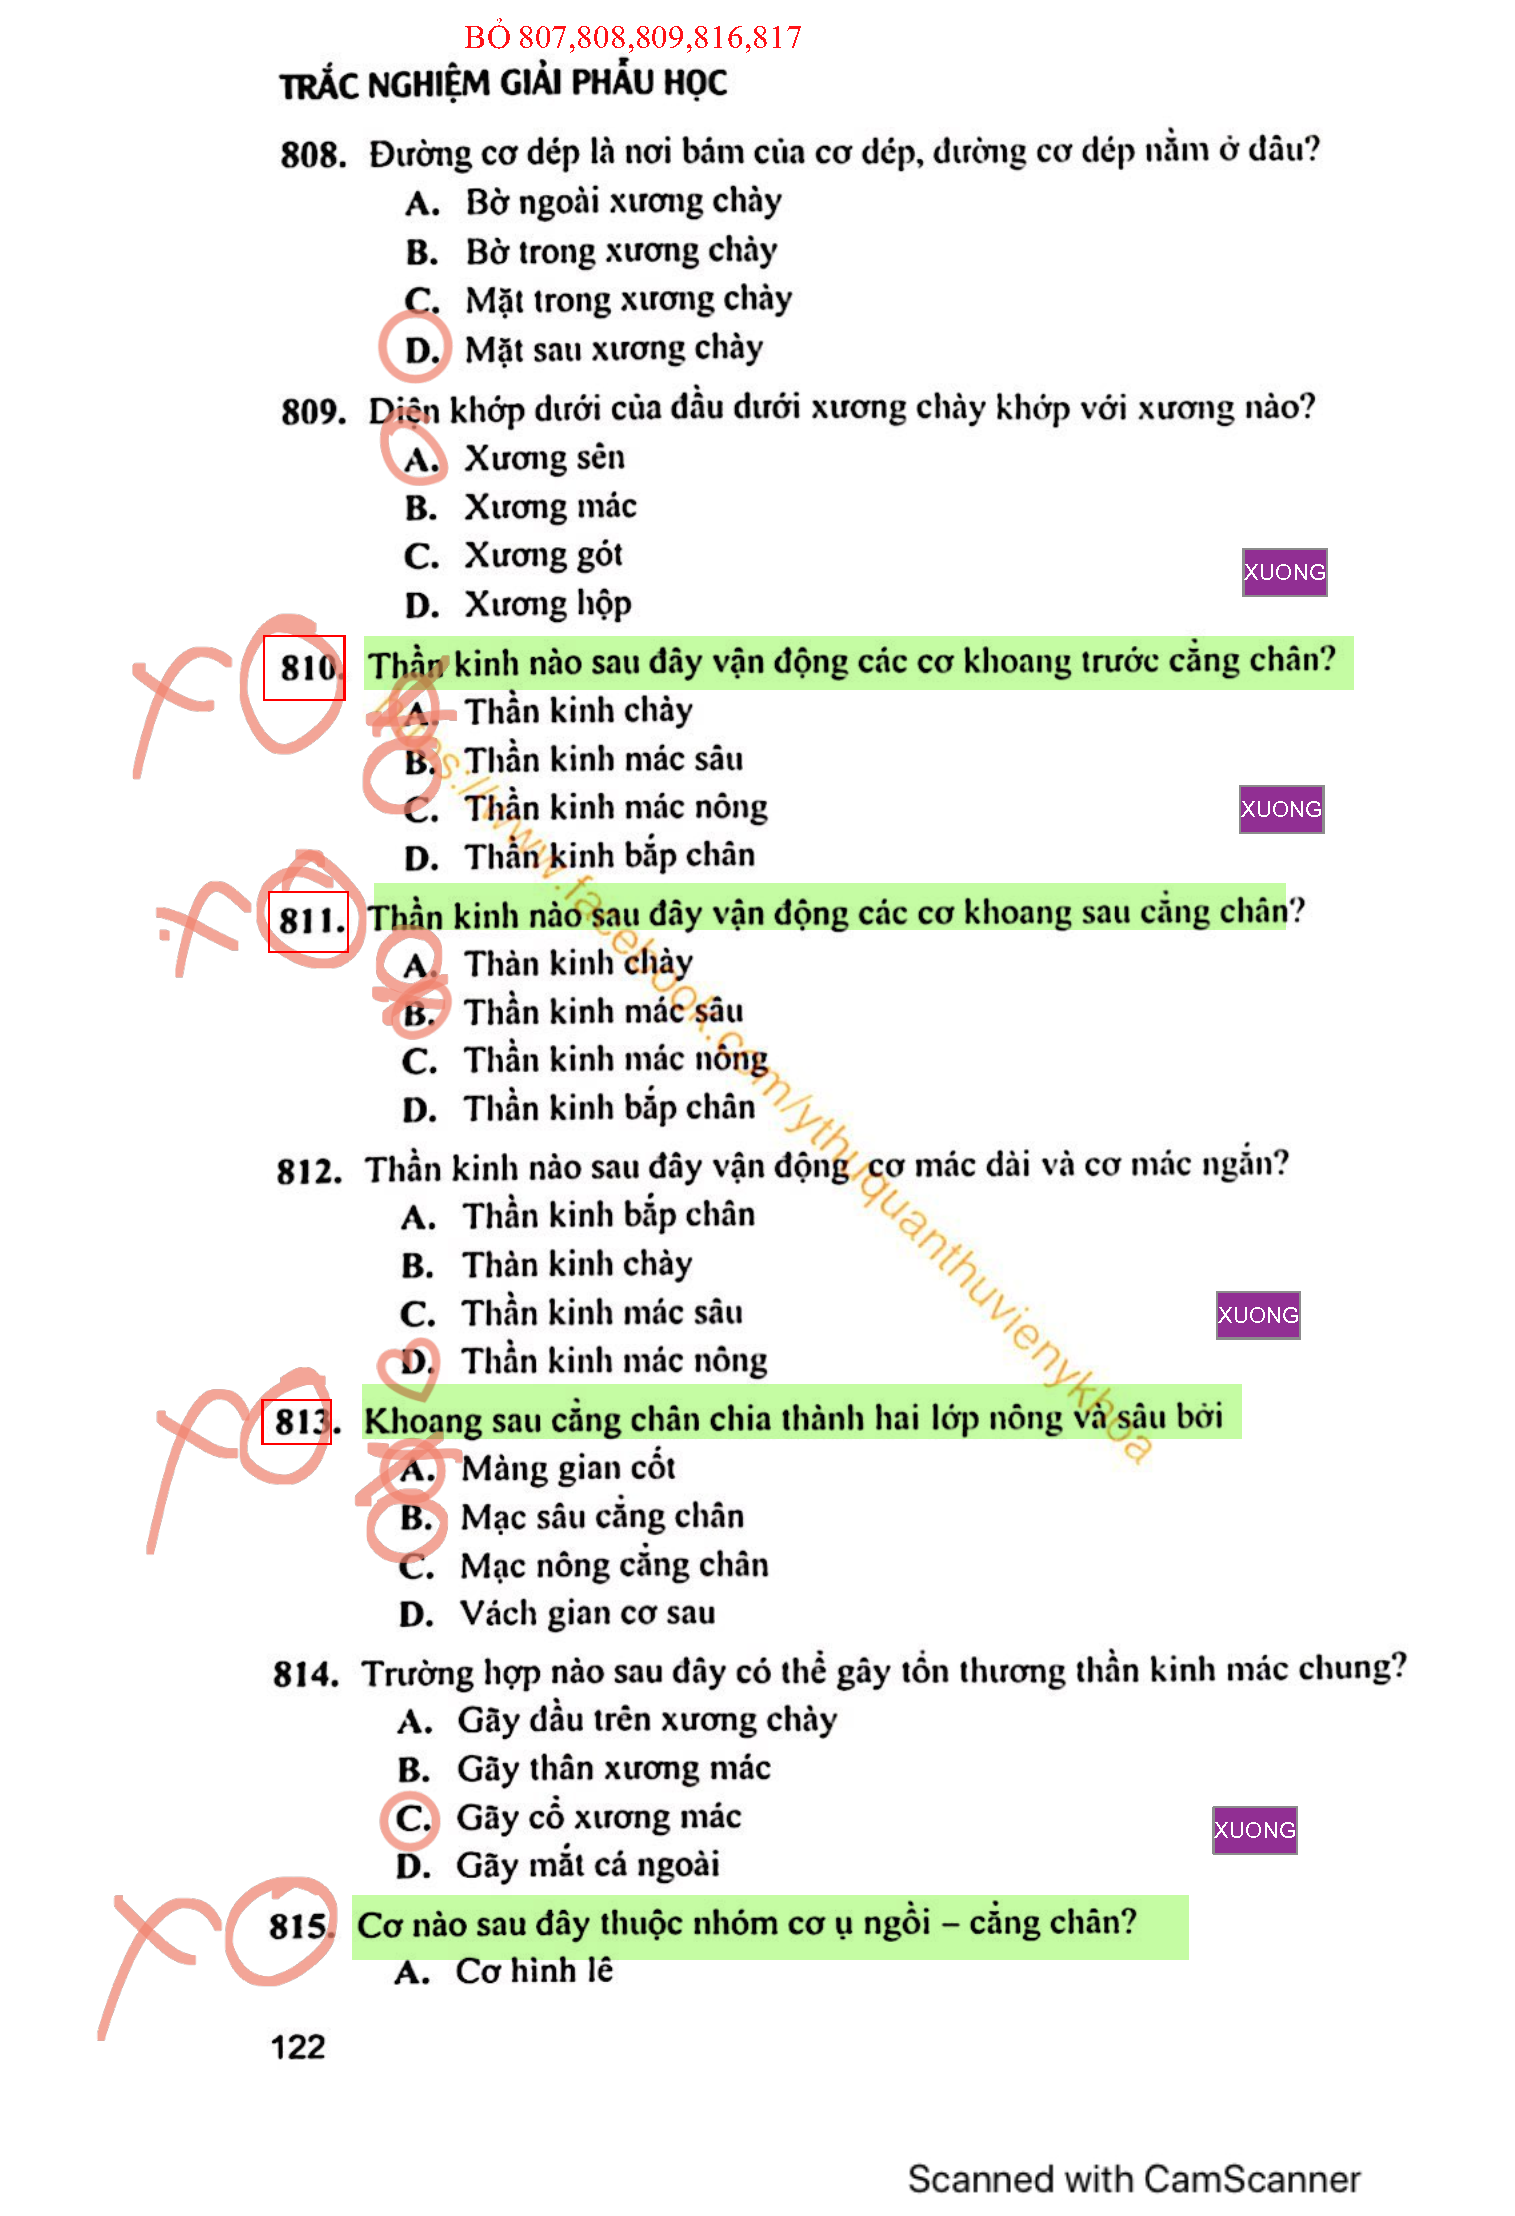 BỎ 807,808,809,816,817
TRẮC NGHIỆM GIẢI PHẪU HỌC
808. Đường cơ dép là nơi bám của cơ dép, đường cơ dép nằm ở đâu?
A. Bờ ngoài xương chày
B. Bờ trong xương chày
C. Mặt trong xương chày
D. Mặt sau xương chày
809. Diện khớp dưới của đầu dưới xương chày khớp với xương nào?
A. Xương sên
B. Xương mác
C. Xương gót
XUONG
D. Xương hộp
810. Thần kinh nào sau đây vận động các cơ khoang trước cẳng chân?
A. Thần kinh chày
B. Thần kinh mác sâu
C. Thần kinh mác nông
XUONG
D. Thần kinh bắp chân
811. Thần kinh nào sau đây vận động các cơ khoang sau cẳng chân?
A. Thần kinh chày
B. Thần kinh mác sâu
C. Thần kinh mác nông
D. Thần kinh bắp chân
https://www.facebook.com/ythuquanthuvienykhoa
812. Thần kinh nào sau đây vận động cơ mác dài và cơ mác ngắn?
A. Thần kinh bắp chân
B. Thần kinh chày
C. Thần kinh mác sâu
XUONG
D. Thần kinh mác nông
813. Khoang sau cẳng chân chia thành hai lớp nông và sâu bởi
A. Màng gian cốt
B. Mạc sâu cẳng chân
C. Mạc nông cẳng chân
D. Vách gian cơ sau
814. Trường hợp nào sau đây có thể gây tổn thương thần kinh mác chung?
A. Gãy đầu trên xương chày
B. Gãy thân xương mác
C. Gãy cổ xương mác
XUONG
D. Gãy mắt cá ngoài
815. Cơ nào sau đây thuộc nhóm cơ ụ ngồi – cẳng chân?
A. Cơ hình lê
122
Scanned with CamScanner